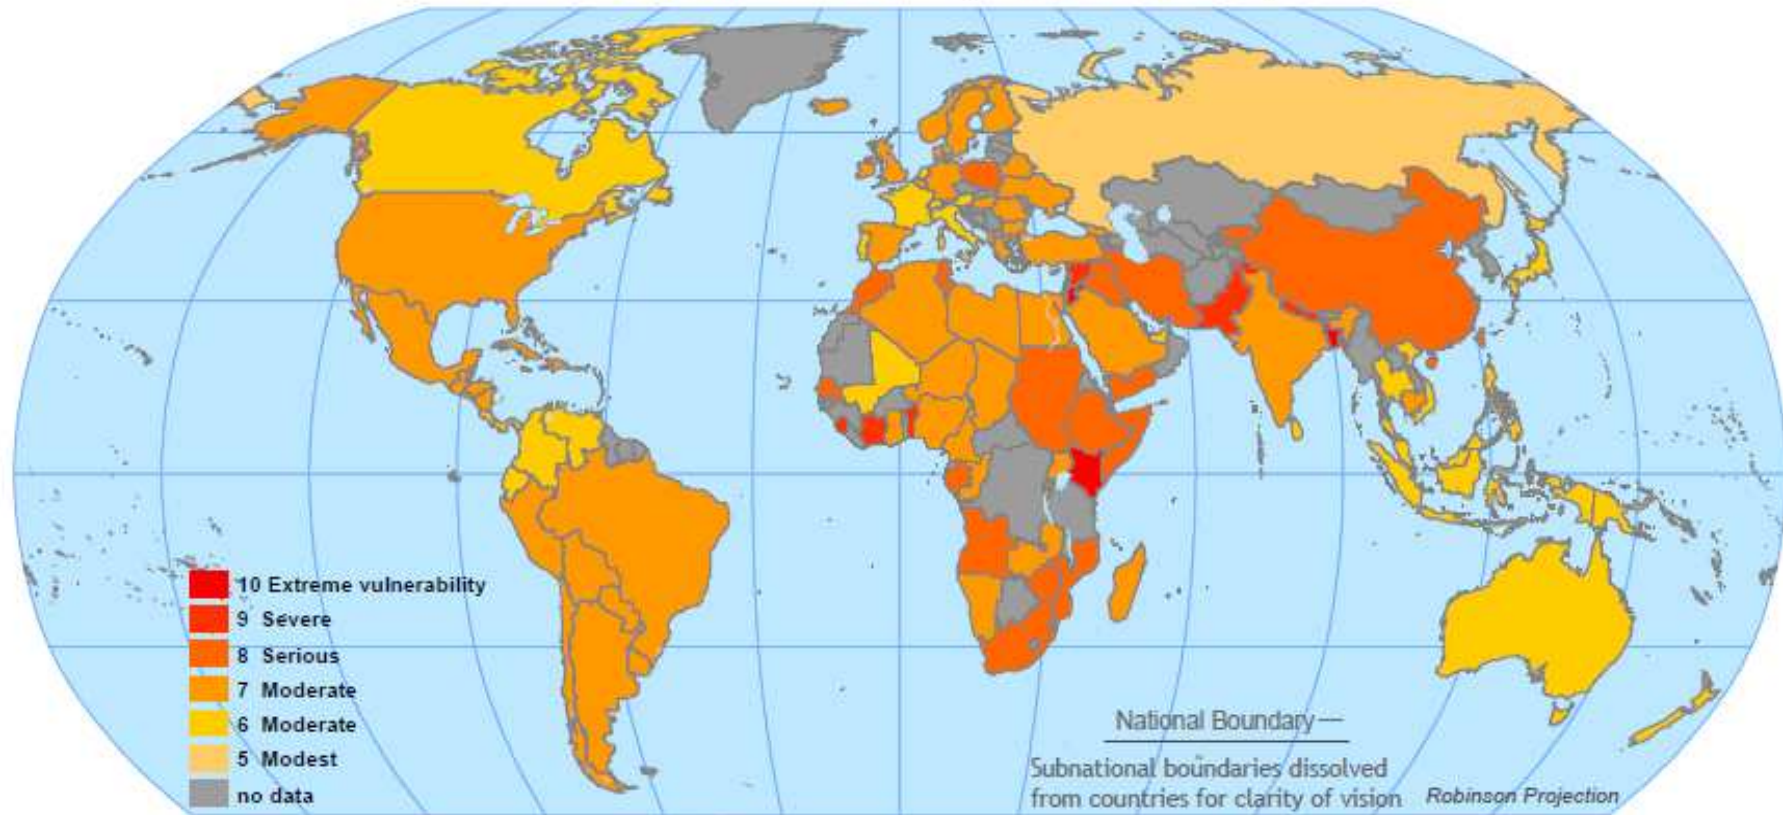 10 Extreme vulnerability
9 Severe
8 Serious
7 Moderate
6 Moderate
5 Modest
no data
National Boundary —
Subnational boundaries dissolved
from countries for clarity of vision
Robinson Projection